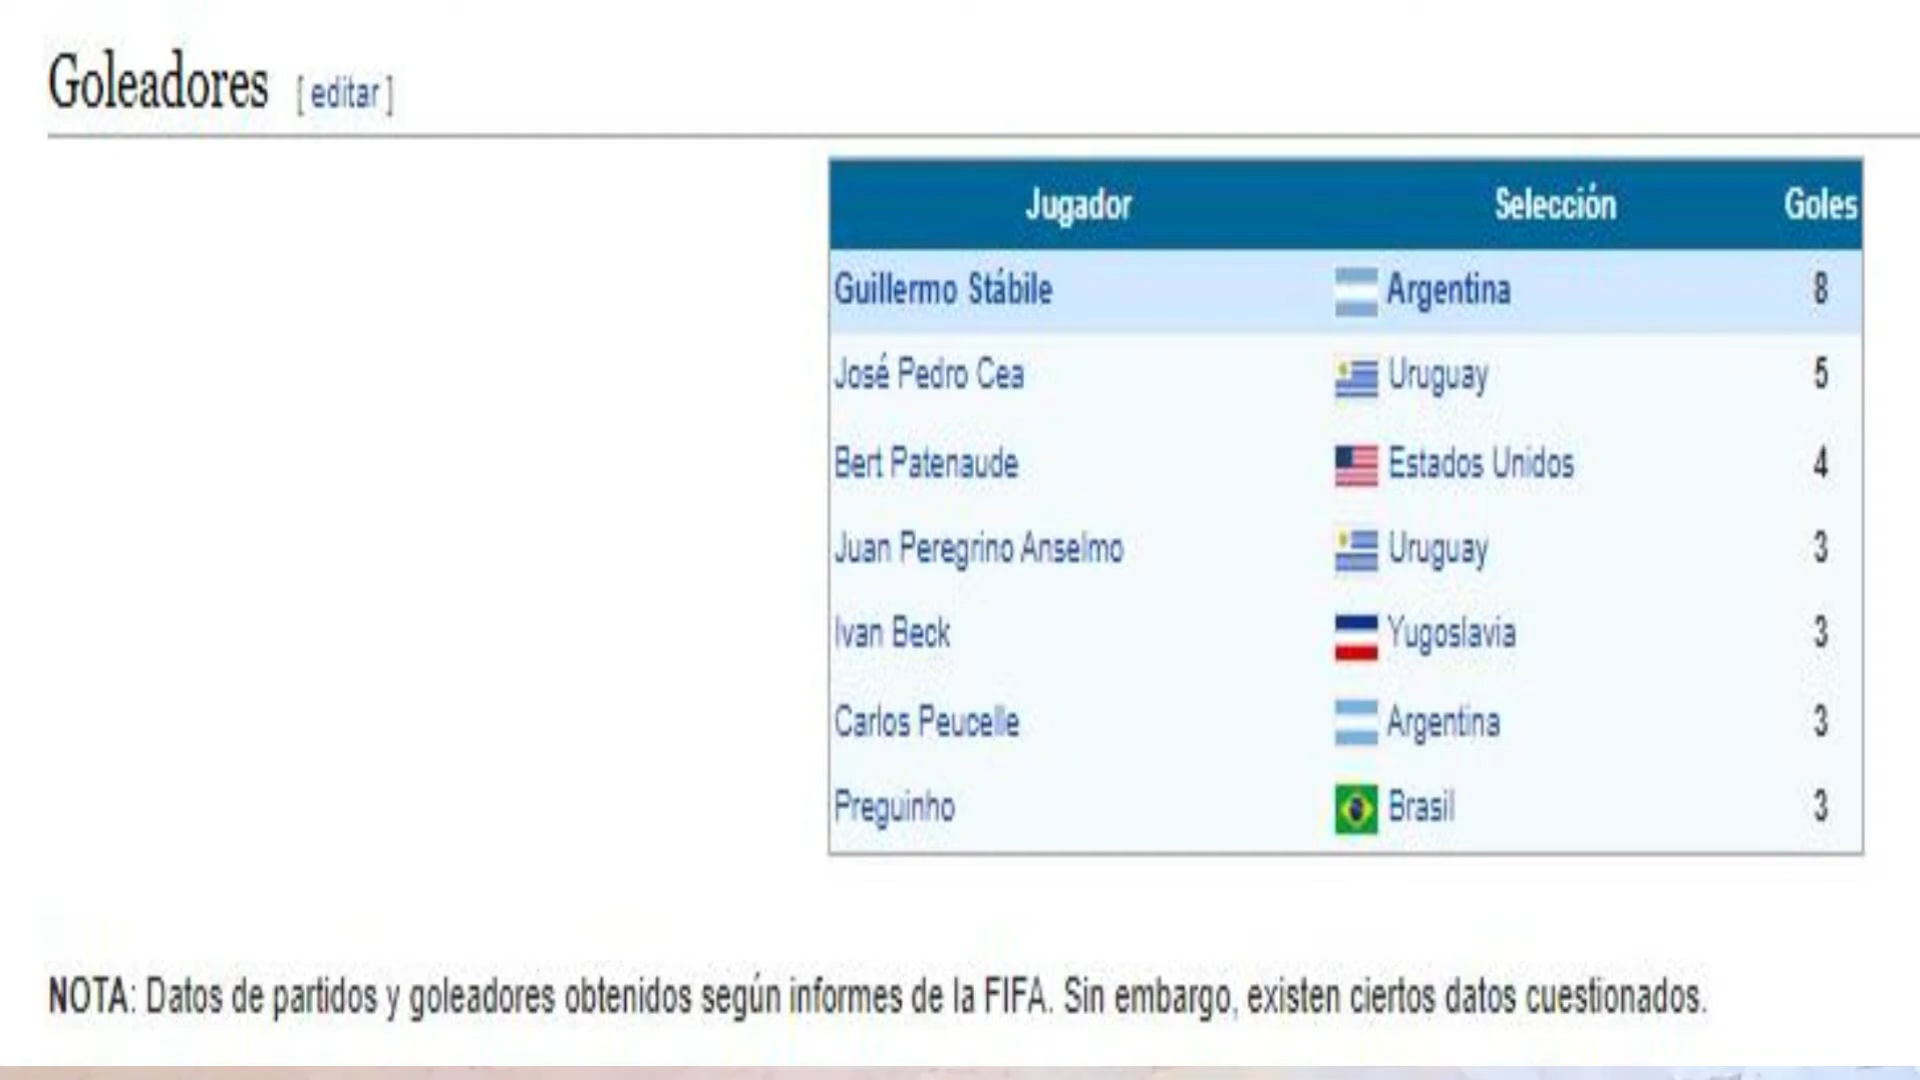 Goleadores [ editar ]
Jugador Selección Goles
Guillermo Stábile Argentina 8
José Pedro Cea Uruguay 5
Bert Patenaude Estados Unidos 4
Juan Peregrino Anselmo Uruguay 3
Ivan Beck Yugoslavia 3
Carlos Peucelle Argentina 3
Preguinho Brasil 3
NOTA: Datos de partidos y goleadores obtenidos según informes de la FIFA. Sin embargo, existen ciertos datos cuestionados.